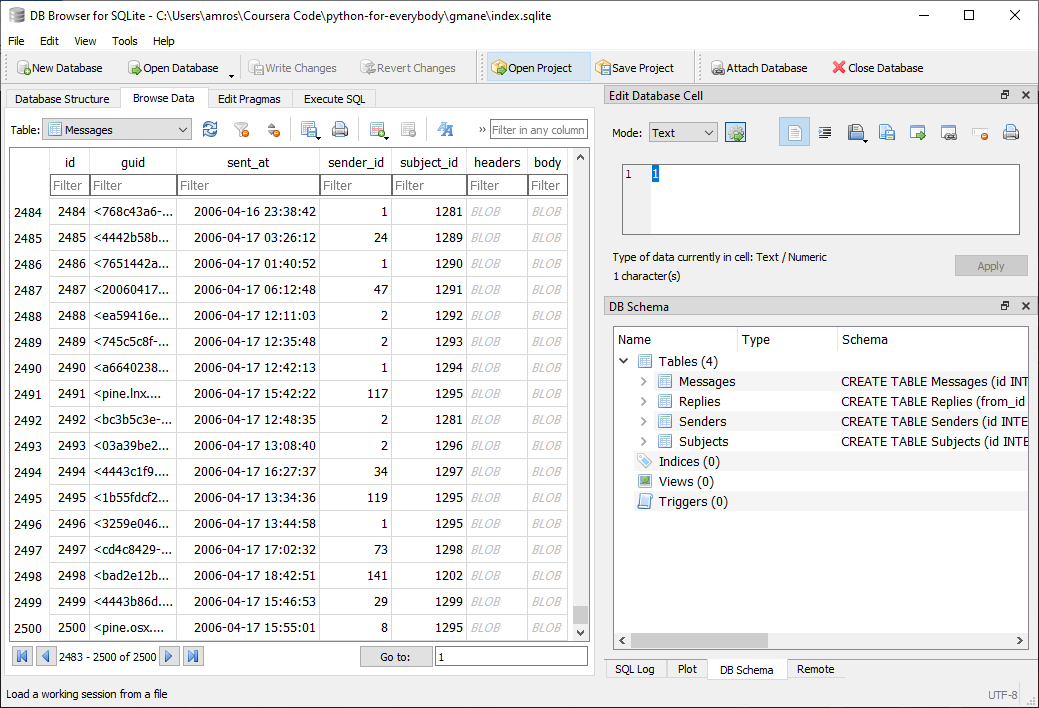 DB Browser for SQLite - C:\Users\amros\Coursera Code\python-for-everybody\gmane\index.sqlite
File Edit View Tools Help
New Database Open Database Write Changes Revert Changes Open Project Save Project Attach Database Close Database
Database Structure Browse Data Edit Pragmas Execute SQL
Table: Messages » Filter in any column
id guid sent_at sender_id subject_id headers body
Filter Filter Filter Filter Filter Filter Filter
2484 2484 <768c43a6-... 2006-04-16 23:38:42 1 1281 BLOB BLOB
2485 2485 <4442b58b... 2006-04-17 03:26:12 24 1289 BLOB BLOB
2486 2486 <7651442a... 2006-04-17 01:40:52 1 1290 BLOB BLOB
2487 2487 <20060417... 2006-04-17 06:12:48 47 1291 BLOB BLOB
2488 2488 <ea59416e... 2006-04-17 12:11:03 2 1292 BLOB BLOB
2489 2489 <745c5c8f-... 2006-04-17 12:35:48 2 1293 BLOB BLOB
2490 2490 <a6640238... 2006-04-17 12:42:13 1 1294 BLOB BLOB
2491 2491 <pine.lnx.... 2006-04-17 15:42:22 117 1295 BLOB BLOB
2492 2492 <bc3b5c3e-... 2006-04-17 12:48:35 2 1281 BLOB BLOB
2493 2493 <03a39be2... 2006-04-17 13:08:40 2 1296 BLOB BLOB
2494 2494 <4443c1f9.... 2006-04-17 16:27:37 34 1297 BLOB BLOB
2495 2495 <1b55fdcf2... 2006-04-17 13:34:36 119 1295 BLOB BLOB
2496 2496 <3259e046... 2006-04-17 13:44:58 1 1295 BLOB BLOB
2497 2497 <cd4c8429-... 2006-04-17 17:02:32 73 1298 BLOB BLOB
2498 2498 <bad2e12b... 2006-04-17 18:42:51 141 1202 BLOB BLOB
2499 2499 <4443b86d.... 2006-04-17 15:46:53 29 1299 BLOB BLOB
2500 2500 <pine.osx.... 2006-04-17 15:55:01 8 1295 BLOB BLOB
2483 - 2500 of 2500 Go to: 1
Load a working session from a file
Edit Database Cell
Mode: Text
1 1
Type of data currently in cell: Text / Numeric
1 character(s)
Apply
DB Schema
Name Type Schema
Tables (4)
Messages CREATE TABLE Messages (id INT
Replies CREATE TABLE Replies (from_id
Senders CREATE TABLE Senders (id INTE
Subjects CREATE TABLE Subjects (id INTE
Indices (0)
Views (0)
Triggers (0)
SQL Log Plot DB Schema Remote
UTF-8